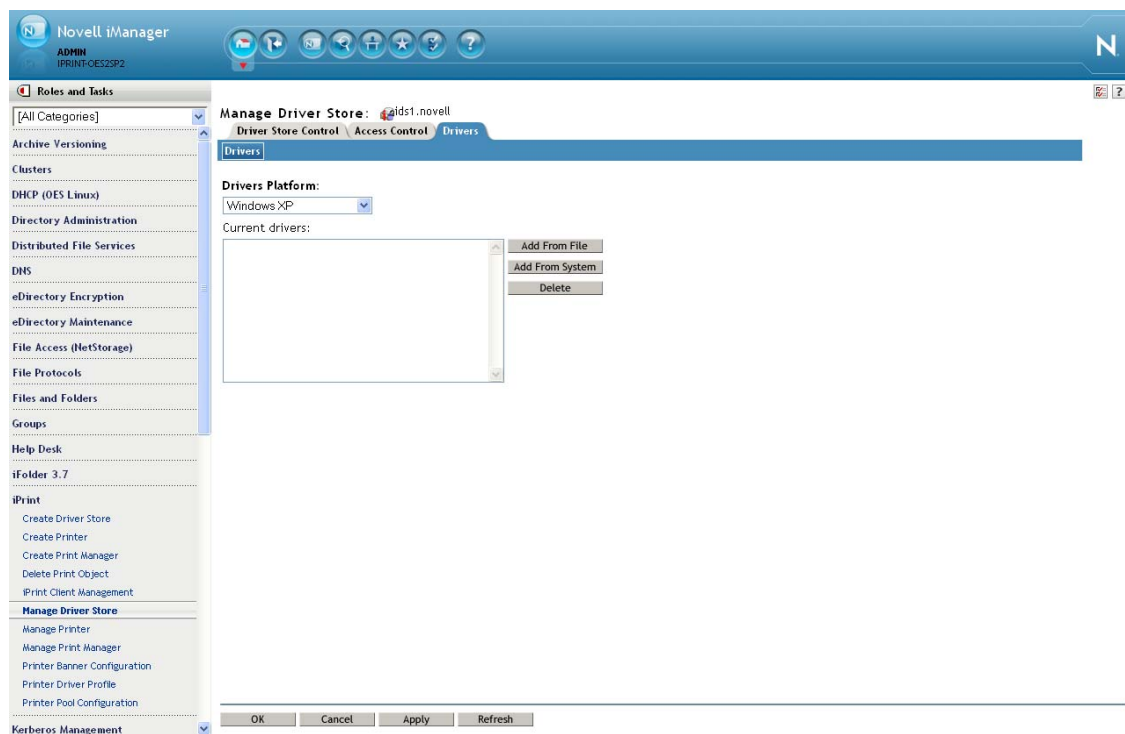 Novell iManager
ADMIN
IPRINT-OES2SP2
N
Roles and Tasks
[All Categories]
Archive Versioning
Clusters
DHCP (OES Linux)
Directory Administration
Distributed File Services
DNS
eDirectory Encryption
eDirectory Maintenance
File Access (NetStorage)
File Protocols
Files and Folders
Groups
Help Desk
iFolder 3.7
iPrint
Create Driver Store
Create Printer
Create Print Manager
Delete Print Object
iPrint Client Management
Manage Driver Store
Manage Printer
Manage Print Manager
Printer Banner Configuration
Printer Driver Profile
Printer Pool Configuration
Kerberos Management
Manage Driver Store: ids1.novell
Driver Store Control Access Control Drivers
Drivers
Drivers Platform:
Windows XP
Current drivers:
Add From File
Add From System
Delete
OK Cancel Apply Refresh